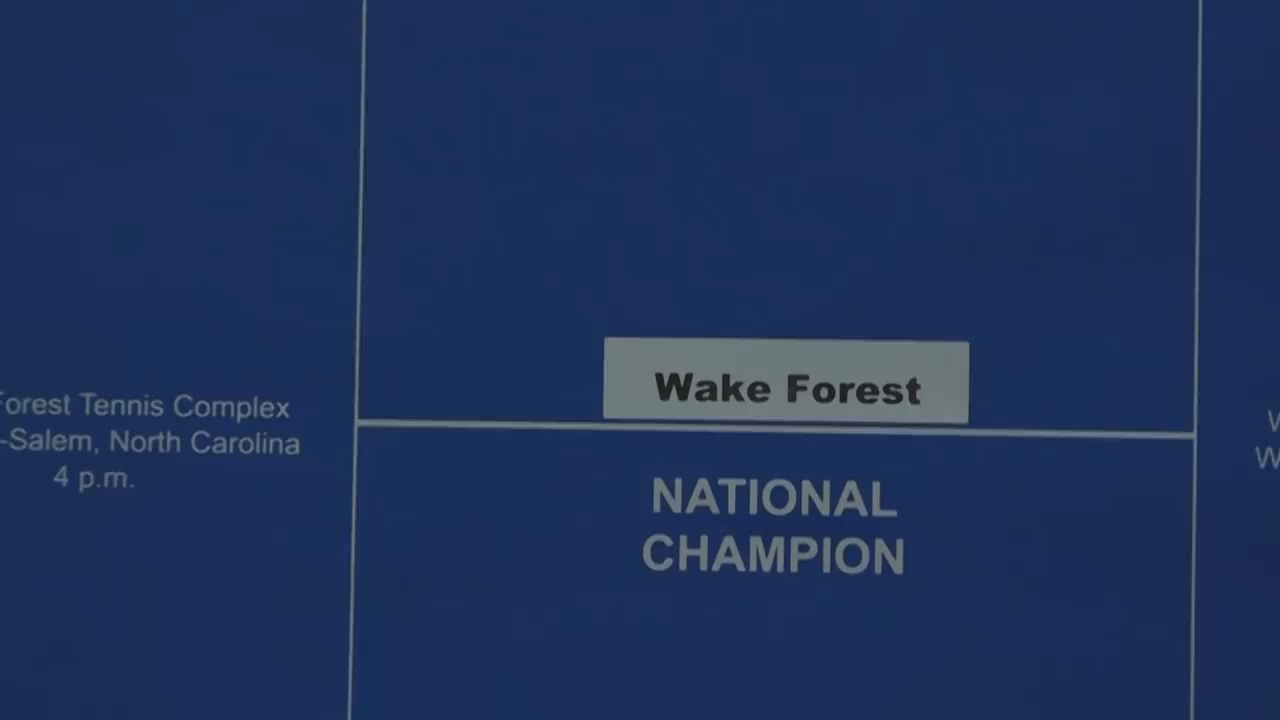 Forest Tennis Complex
-Salem, North Carolina
4 p.m.
Wake Forest
NATIONAL
CHAMPION